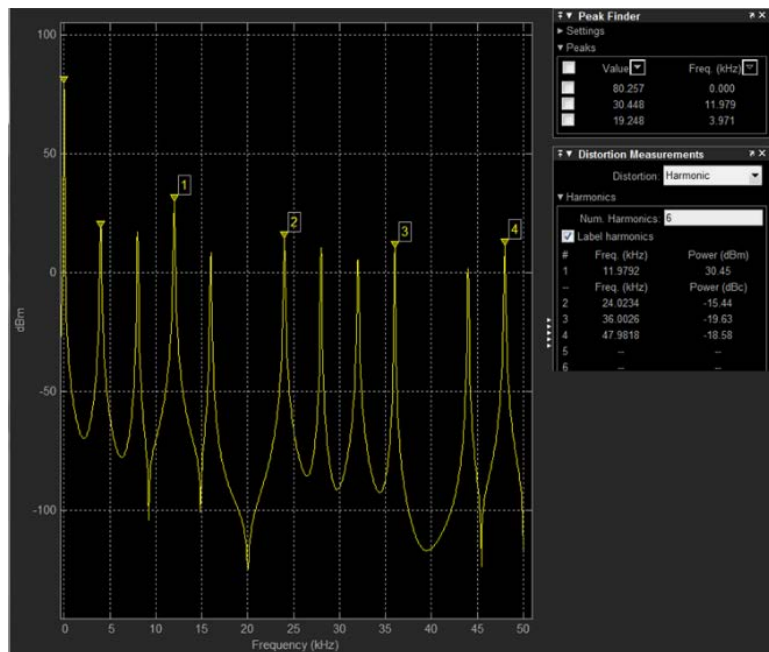 100
50
0
-50
-100
dBm
1
2
3
4
0 5 10 15 20 25 30 35 40 45 50
Frequency (kHz)
Peak Finder
Settings
Peaks
Value Freq. (kHz)
80.257 0.000
30.448 11.979
19.248 3.971
Distortion Measurements
Distortion: Harmonic
Harmonics
Num. Harmonics: 6
Label harmonics
# Freq. (kHz) Power (dBm)
1 11.9792 30.45
-- Freq. (kHz) Power (dBc)
2 24.0234 -15.44
3 36.0026 -19.63
4 47.9818 -18.58
5 -- --
6 -- --